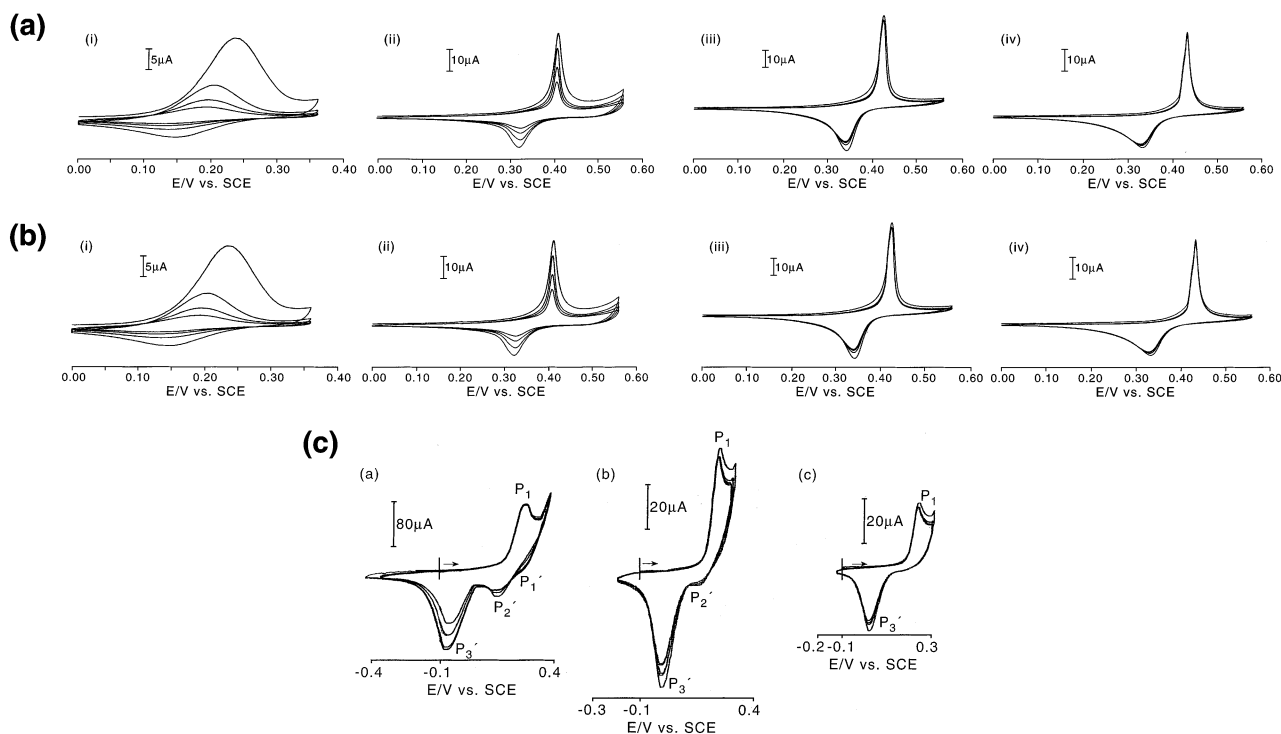 (a)
(i) (ii) (iii) (iv)
5μA 10μA 10μA 10μA
0.00 0.10 0.20 0.30 0.40 0.00 0.10 0.20 0.30 0.40 0.50 0.60 0.00 0.10 0.20 0.30 0.40 0.50 0.60 0.00 0.10 0.20 0.30 0.40 0.50 0.60
E/V vs. SCE E/V vs. SCE E/V vs. SCE E/V vs. SCE
(b)
(i) (ii) (iii) (iv)
5μA 10μA 10μA 10μA
0.00 0.10 0.20 0.30 0.40 0.00 0.10 0.20 0.30 0.40 0.50 0.60 0.00 0.10 0.20 0.30 0.40 0.50 0.60 0.00 0.10 0.20 0.30 0.40 0.50 0.60
E/V vs. SCE E/V vs. SCE E/V vs. SCE E/V vs. SCE
(c)
(a) (b) (c)
P1 P1 P1
80μA 20μA 20μA
P1´
P2´ P2´
P3´ P3´ P3´
-0.4 -0.1 0.4 -0.3 -0.1 0.4 -0.2 -0.1 0.3
E/V vs. SCE E/V vs. SCE E/V vs. SCE